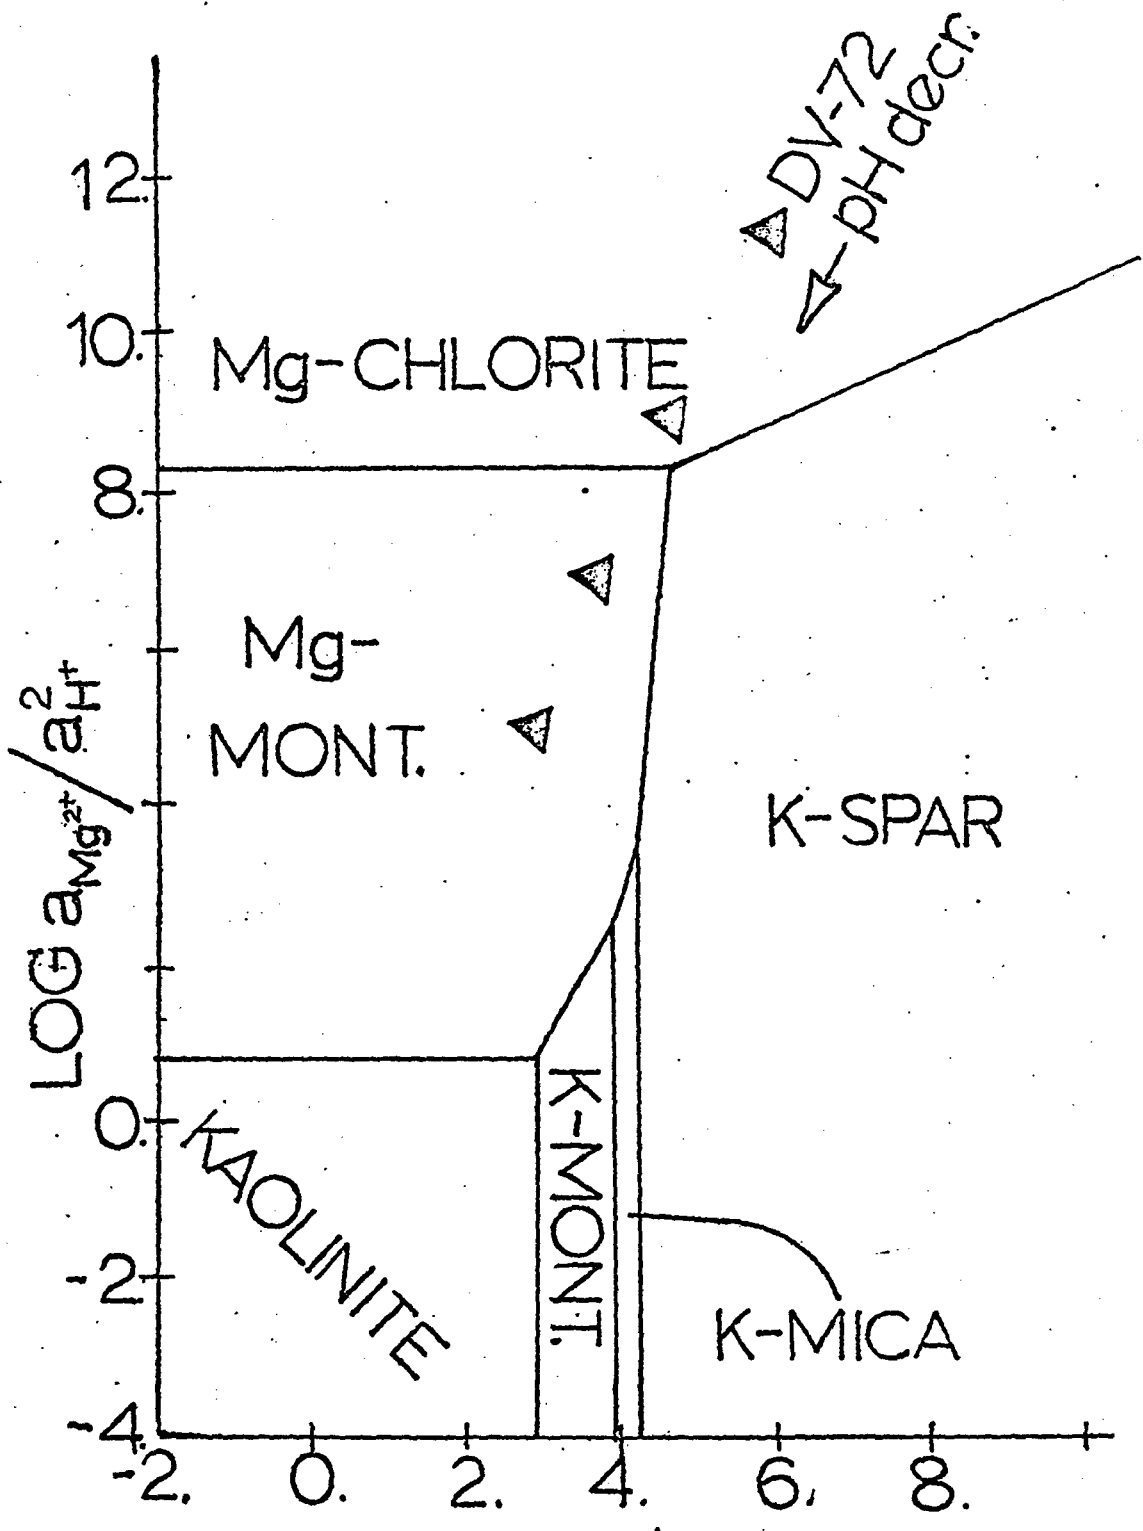 DV-72
pH decr.
12.
10.
Mg-CHLORITE
8.
Mg-
MONT.
LOG aMg2+/a2H+
K-SPAR
0.
KAOLINITE
K-MONT.
-2.
K-MICA
-4.
-2.
0.
2.
4.
6.
8.